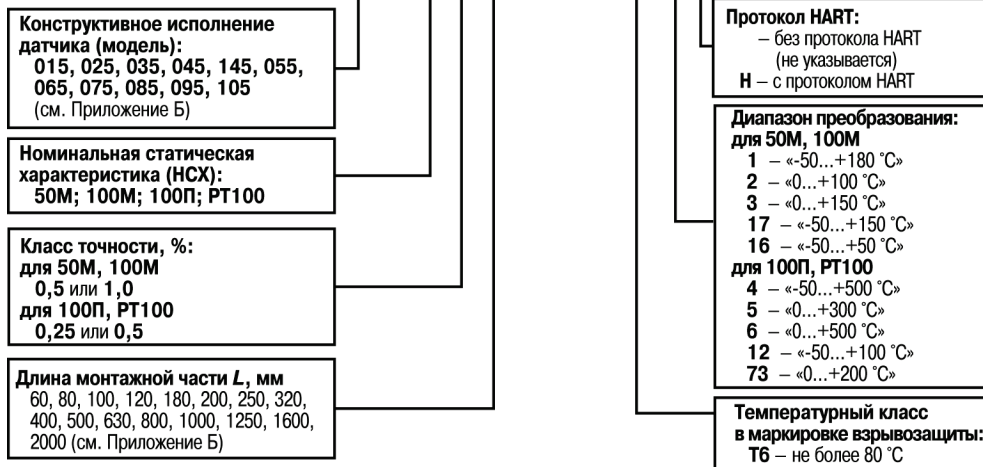 Конструктивное исполнение
датчика (модель):
015, 025, 035, 045, 145, 055,
065, 075, 085, 095, 105
(см. Приложение Б)
Номинальная статическая
характеристика (НСХ):
50М; 100М; 100П; РТ100
Класс точности, %:
для 50М, 100М
0,5 или 1,0
для 100П, РТ100
0,25 или 0,5
Длина монтажной части L, мм
60, 80, 100, 120, 180, 200, 250, 320,
400, 500, 630, 800, 1000, 1250, 1600,
2000 (см. Приложение Б)
Протокол HART:
– без протокола HART
(не указывается)
Н – с протоколом HART
Диапазон преобразования:
для 50М, 100М
1 – «-50...+180 °С»
2 – «0...+100 °С»
3 – «0...+150 °С»
17 – «-50...+150 °С»
16 – «-50...+50 °С»
для 100П, РТ100
4 – «-50...+500 °С»
5 – «0...+300 °С»
6 – «0...+500 °С»
12 – «-50...+100 °С»
73 – «0...+200 °С»
Температурный класс
в маркировке взрывозащиты:
Т6 – не более 80 °С